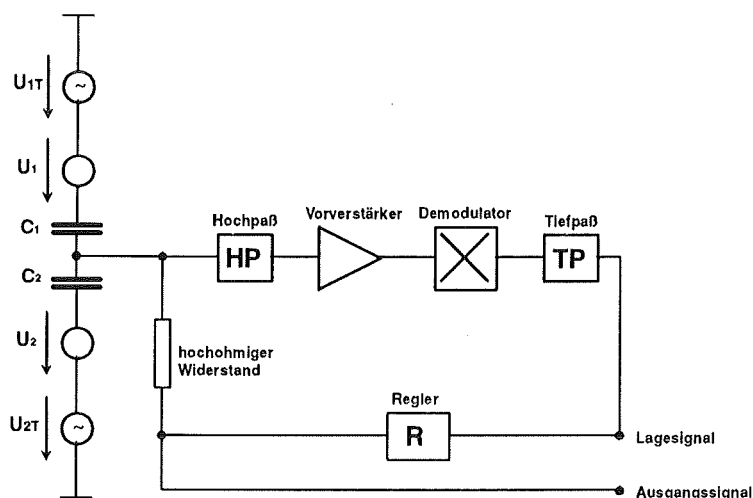 U1T
U1
C1
C2
U2
U2T
Hochpaß
HP
Vorverstärker
Demodulator
Tiefpaß
TP
hochohmiger
Widerstand
Regler
R
Lagesignal
Ausgangssignal